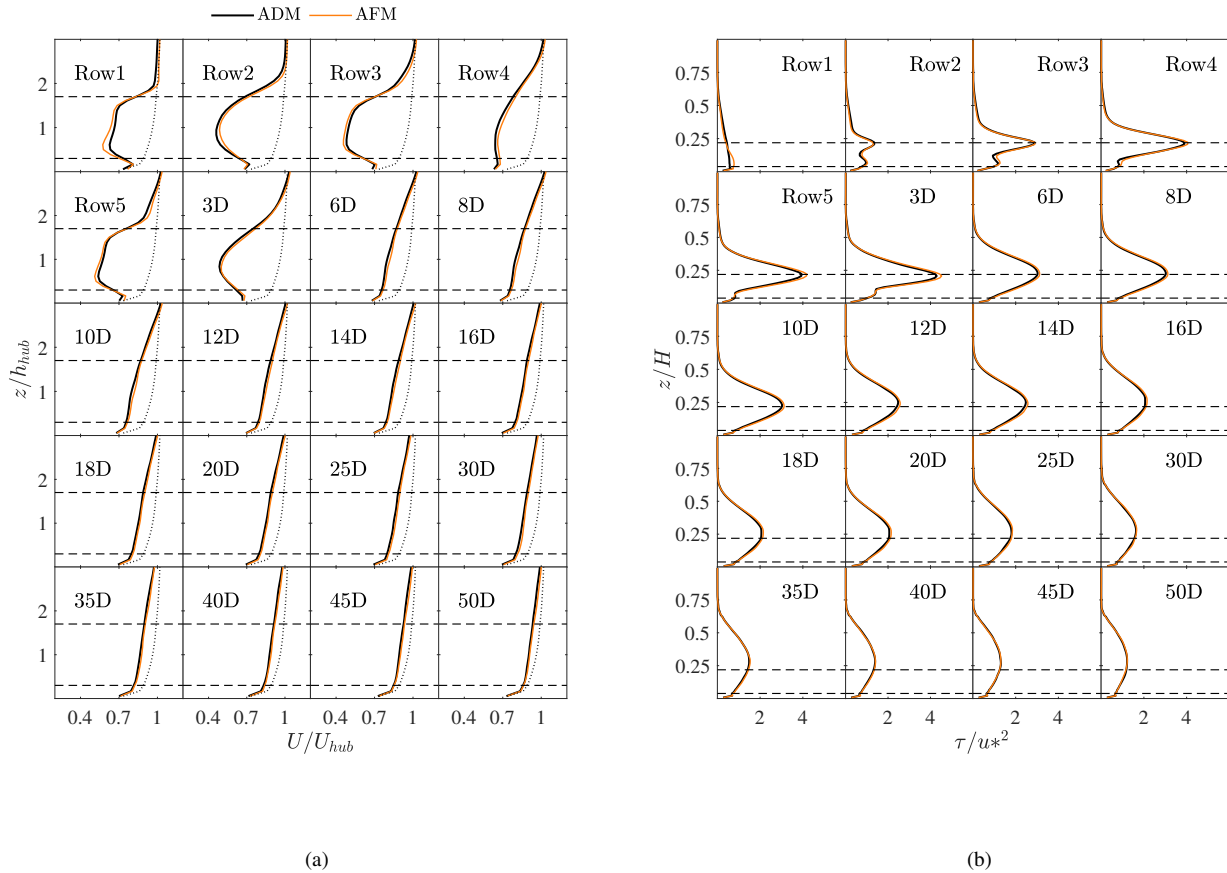 ADM AFM
Row1 Row2 Row3 Row4
2
1
Row5 3D 6D 8D
2
1
10D 12D 14D 16D
2
1
18D 20D 25D 30D
2
1
35D 40D 45D 50D
2
1
0.4 0.7 1 0.4 0.7 1 0.4 0.7 1 0.4 0.7 1
z/h_hub
U/U_hub
(a)
0.75 Row1 Row2 Row3 Row4
0.5
0.25
0.75 Row5 3D 6D 8D
0.5
0.25
0.75 10D 12D 14D 16D
0.5
0.25
0.75 18D 20D 25D 30D
0.5
0.25
0.75 35D 40D 45D 50D
0.5
0.25
2 4 2 4 2 4 2 4
z/H
τ/u*²
(b)